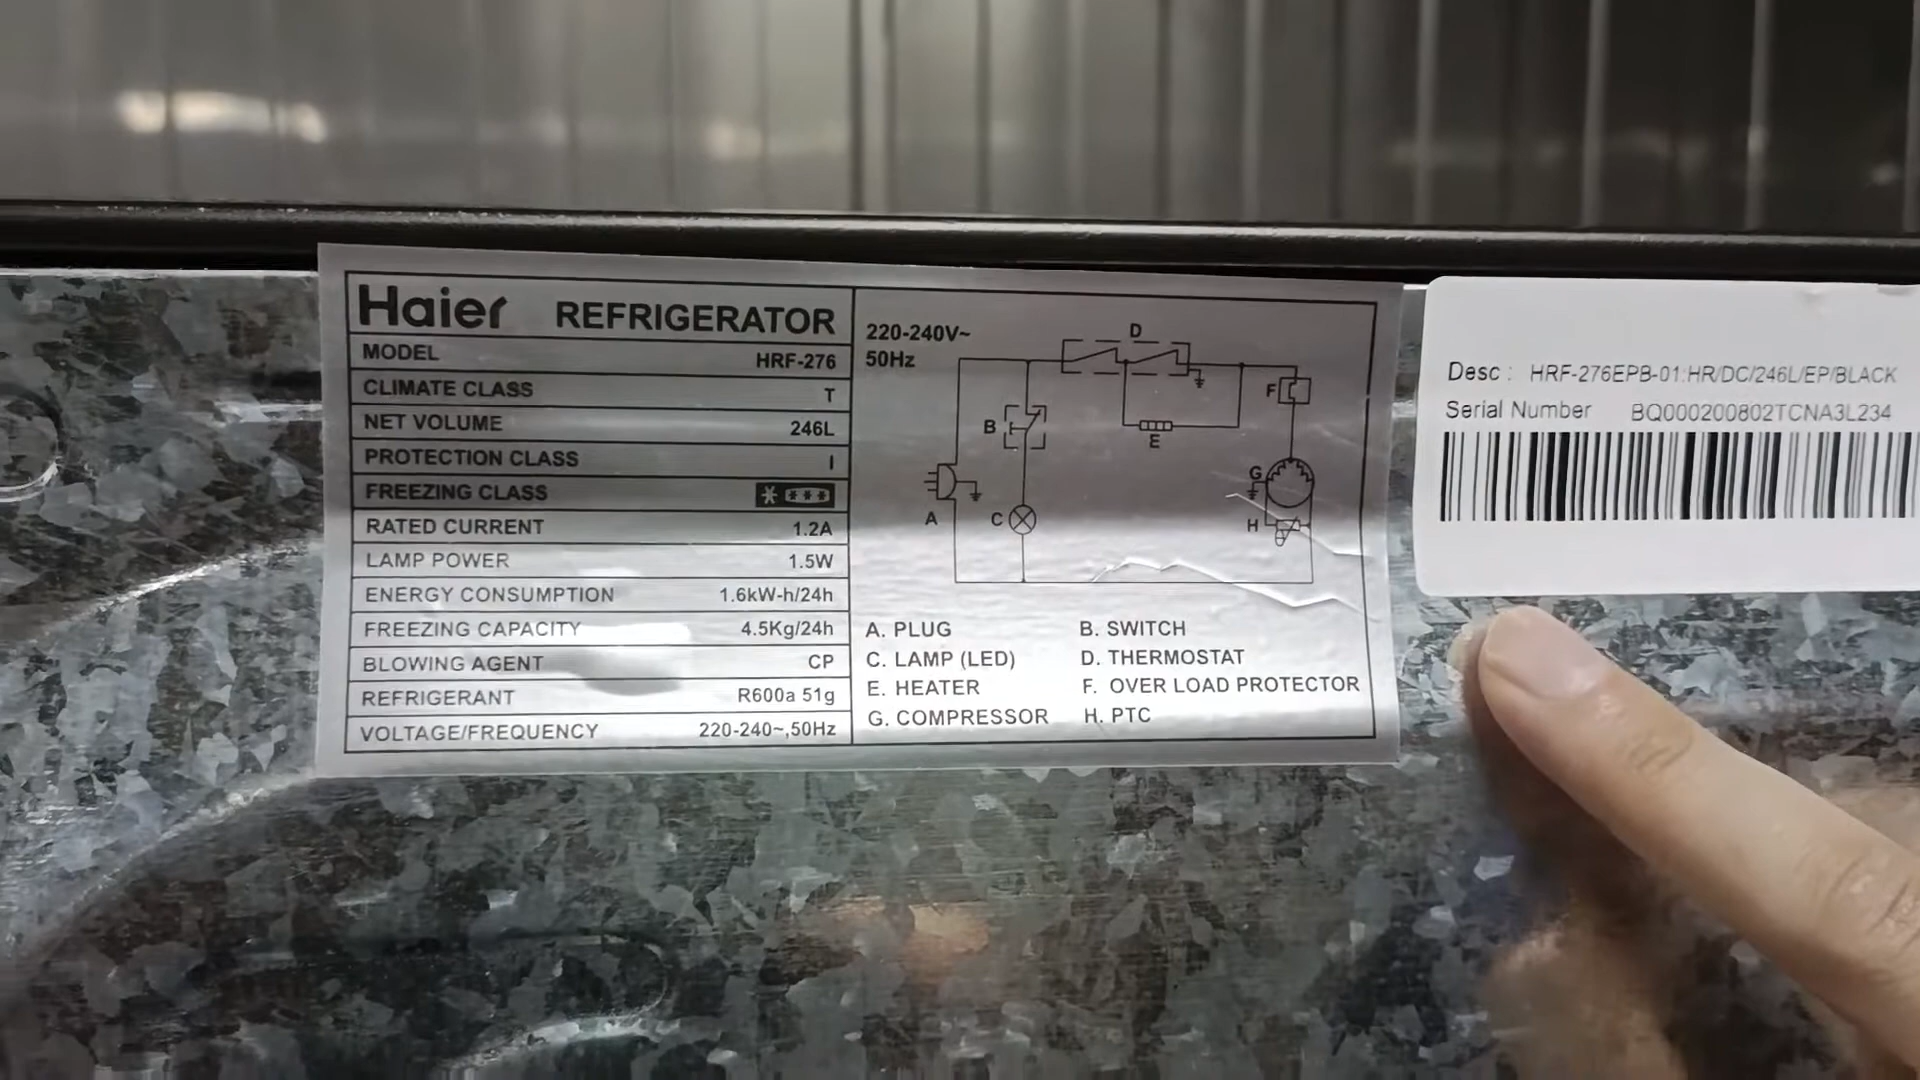 Haier REFRIGERATOR
MODEL HRF-276
CLIMATE CLASS T
NET VOLUME 246L
PROTECTION CLASS I
FREEZING CLASS
RATED CURRENT 1.2A
LAMP POWER 1.5W
ENERGY CONSUMPTION 1.6kW-h/24h
FREEZING CAPACITY 4.5Kg/24h
BLOWING AGENT CP
REFRIGERANT R600a 51g
VOLTAGE/FREQUENCY 220-240~,50Hz
220-240V~
50Hz
D
F
B
E
G
A
C
H
A. PLUG B. SWITCH
C. LAMP (LED) D. THERMOSTAT
E. HEATER F. OVER LOAD PROTECTOR
G. COMPRESSOR H. PTC
Desc : HRF-276EPB-01:HR/DC/246L/EP/BLACK
Serial Number BQ000200802TCNA3L234